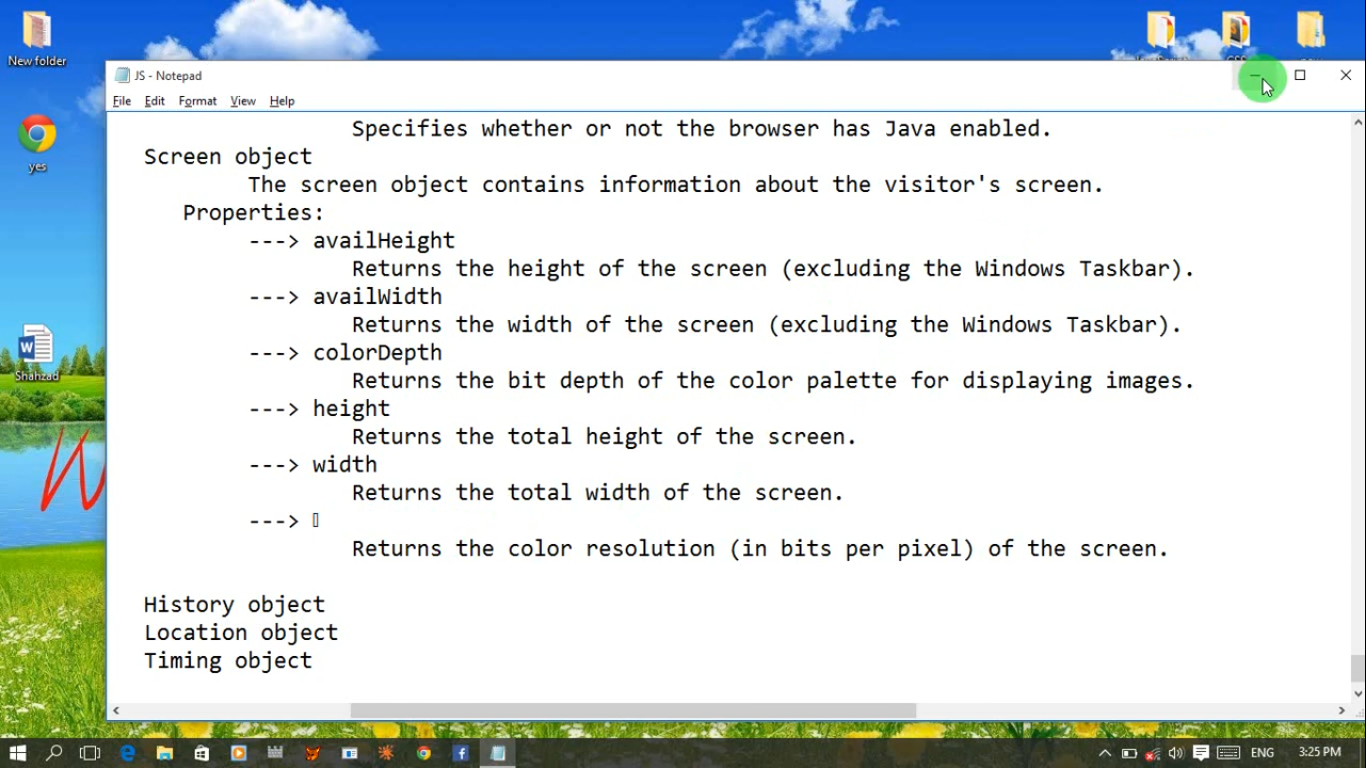 New folder
yes
Shahzad
JS - Notepad
File Edit Format View Help
Specifies whether or not the browser has Java enabled.
Screen object
The screen object contains information about the visitor's screen.
Properties:
---> availHeight
Returns the height of the screen (excluding the Windows Taskbar).
---> availWidth
Returns the width of the screen (excluding the Windows Taskbar).
---> colorDepth
Returns the bit depth of the color palette for displaying images.
---> height
Returns the total height of the screen.
---> width
Returns the total width of the screen.
--->
Returns the color resolution (in bits per pixel) of the screen.
History object
Location object
Timing object
ENG
3:25 PM